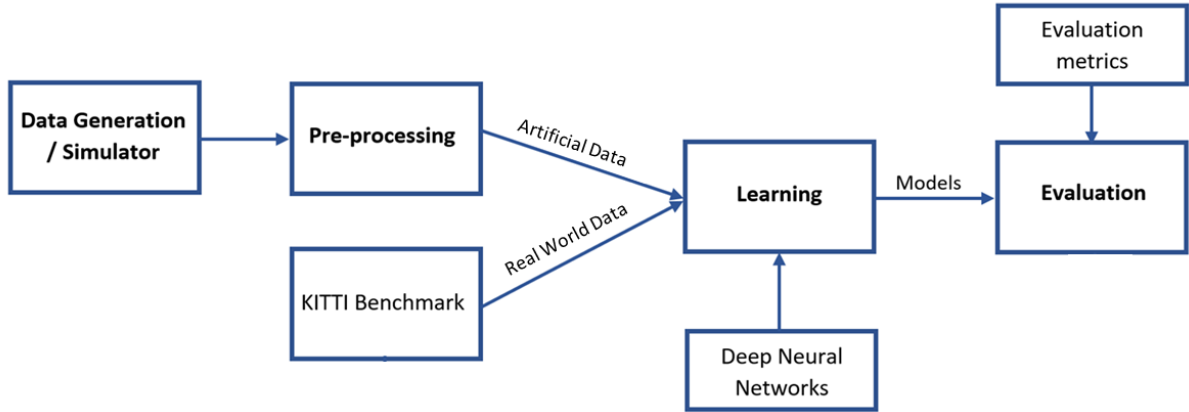 Data Generation
/ Simulator
Pre-processing
Artificial Data
Real World Data
KITTI Benchmark
Learning
Deep Neural
Networks
Models
Evaluation
metrics
Evaluation